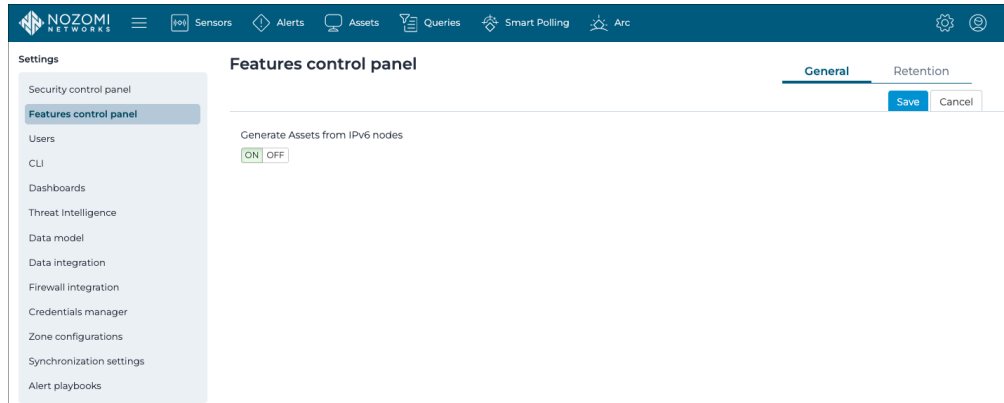 NOZOMI
NETWORKS
Sensors
Alerts
Assets
Queries
Smart Polling
Arc
Settings
Security control panel
Features control panel
Users
CLI
Dashboards
Threat Intelligence
Data model
Data integration
Firewall integration
Credentials manager
Zone configurations
Synchronization settings
Alert playbooks
Features control panel
General
Retention
Save
Cancel
Generate Assets from IPv6 nodes
ON OFF